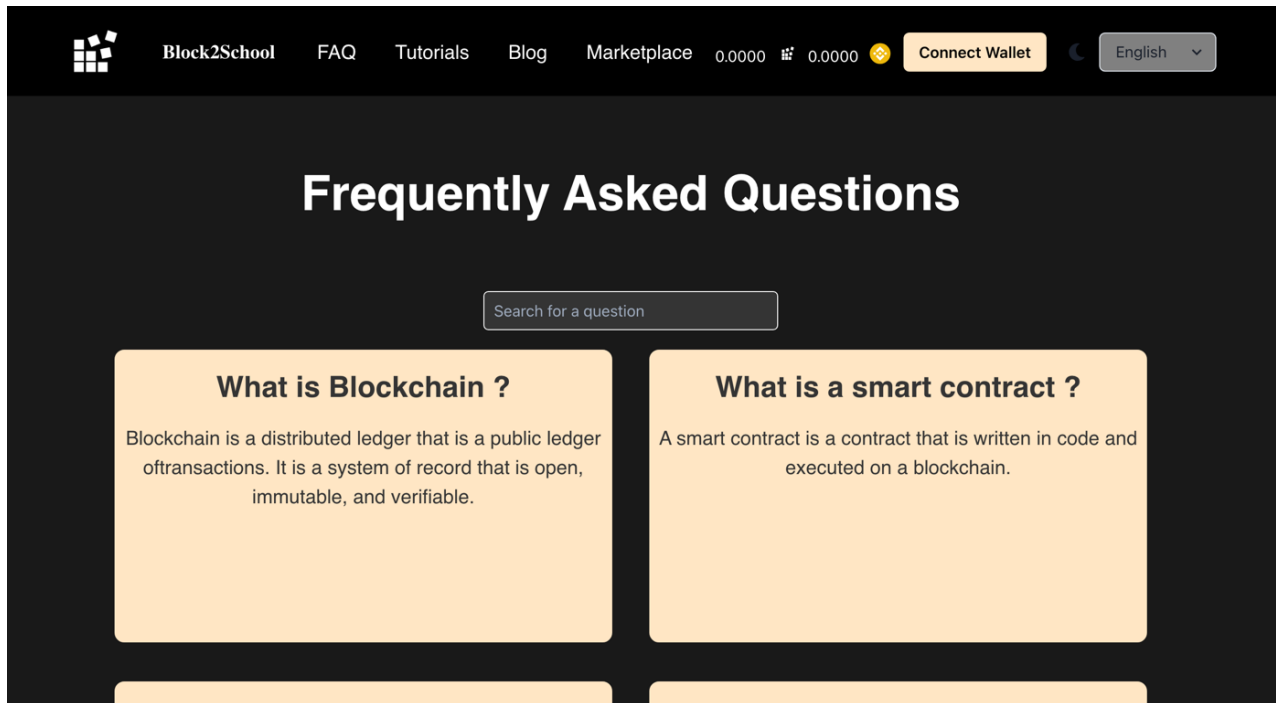 Block2School FAQ Tutorials Blog Marketplace 0.0000 0.0000 Connect Wallet English
Frequently Asked Questions
Search for a question
What is Blockchain ?
Blockchain is a distributed ledger that is a public ledger
oftransactions. It is a system of record that is open,
immutable, and verifiable.
What is a smart contract ?
A smart contract is a contract that is written in code and
executed on a blockchain.